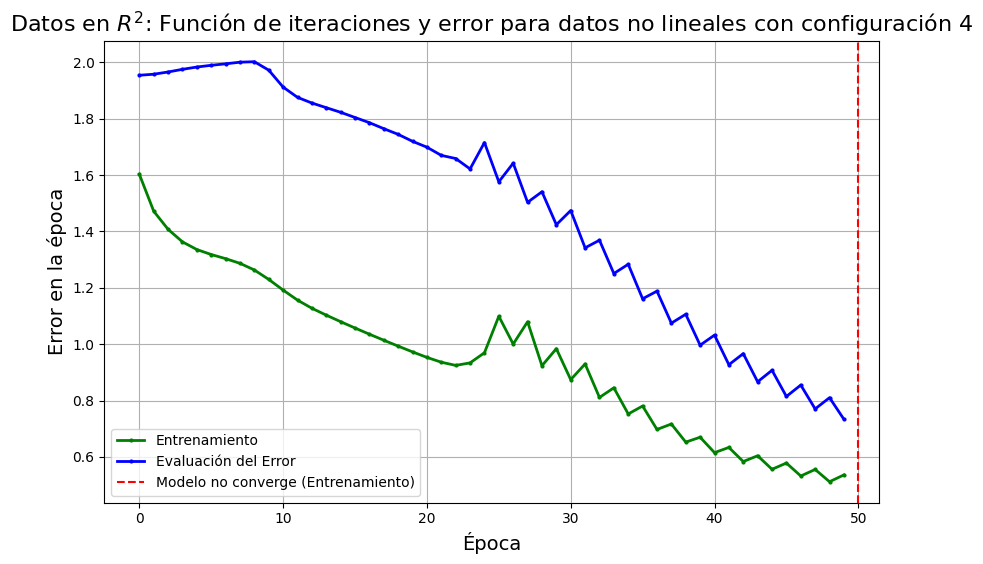 Datos en $R^2$: Función de iteraciones y error para datos no lineales con configuración 4
Error en la época
2.0
1.8
1.6
1.4
1.2
1.0
0.8
0.6
Entrenamiento
Evaluación del Error
Modelo no converge (Entrenamiento)
0 10 20 30 40 50
Época